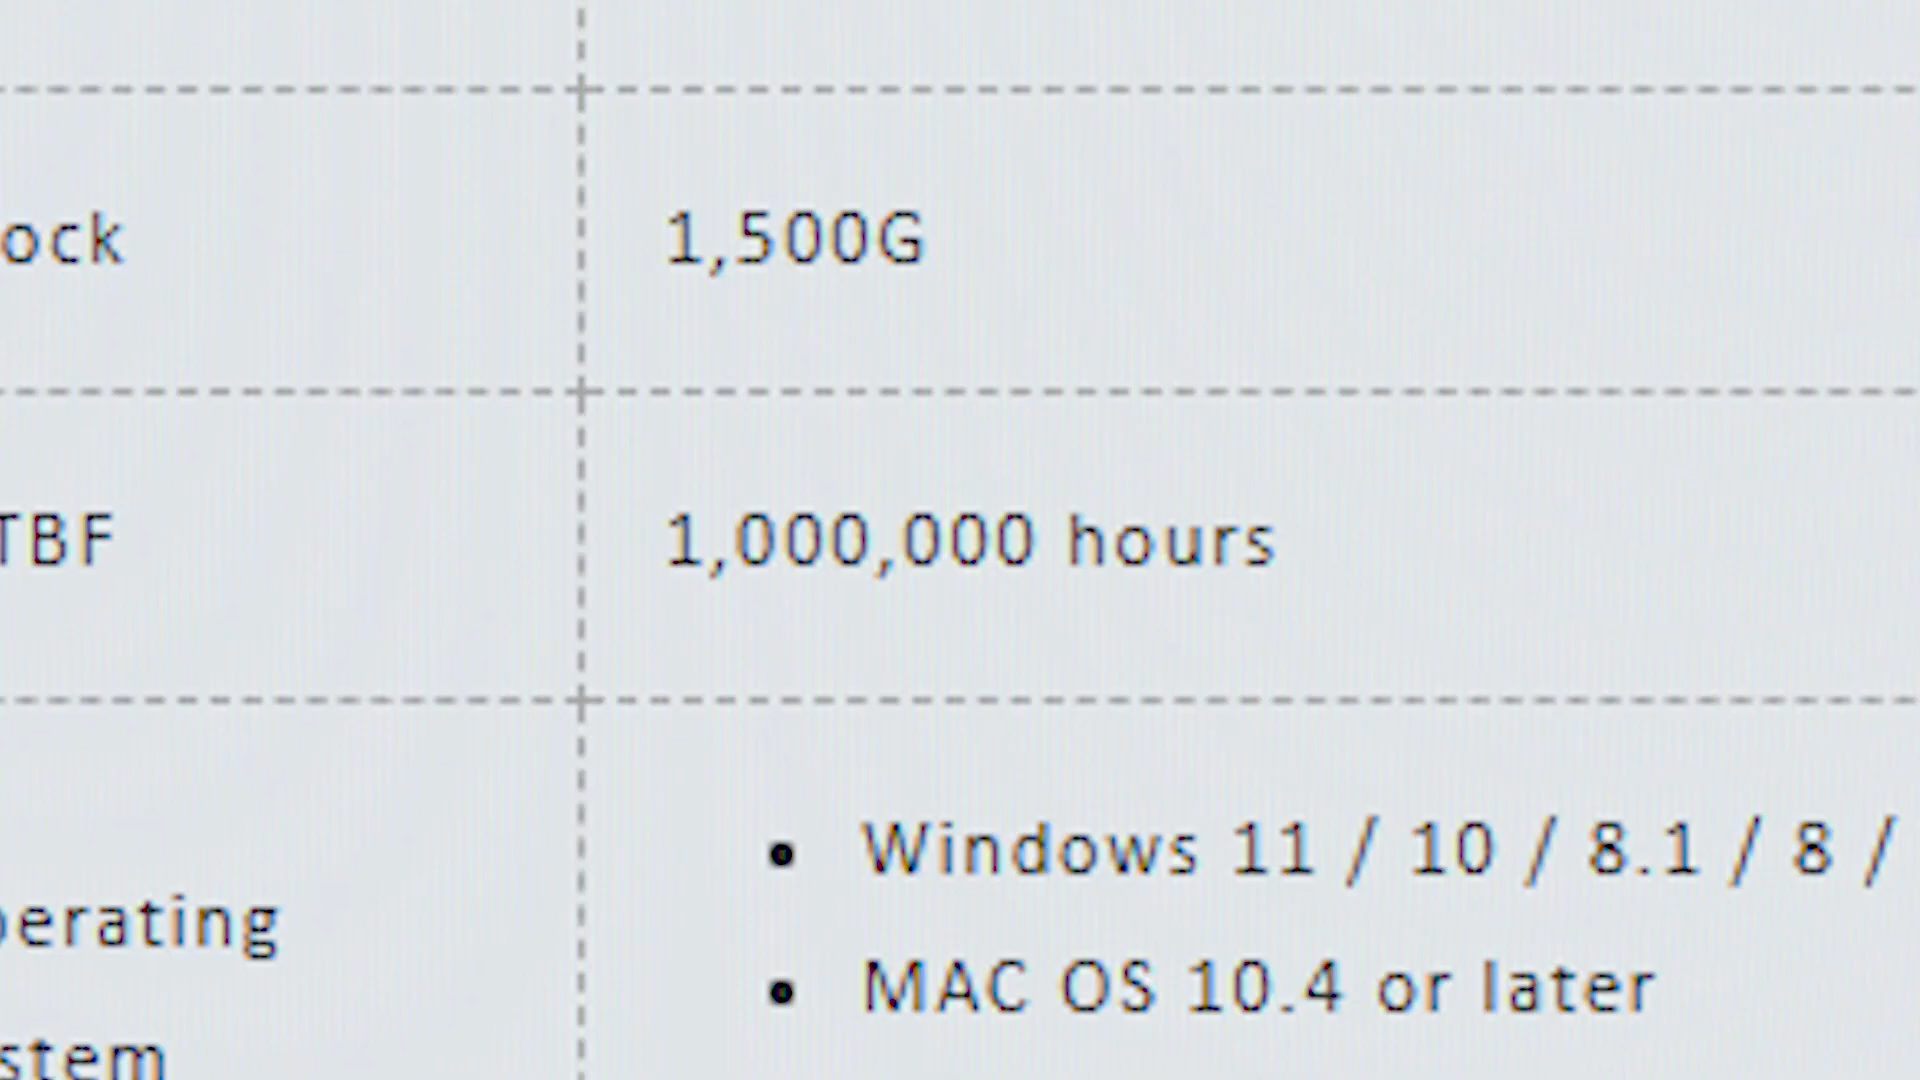 ock 1,500G
TBF 1,000,000 hours
Windows 11 / 10 / 8.1 / 8 /
perating
MAC OS 10.4 or later
stem